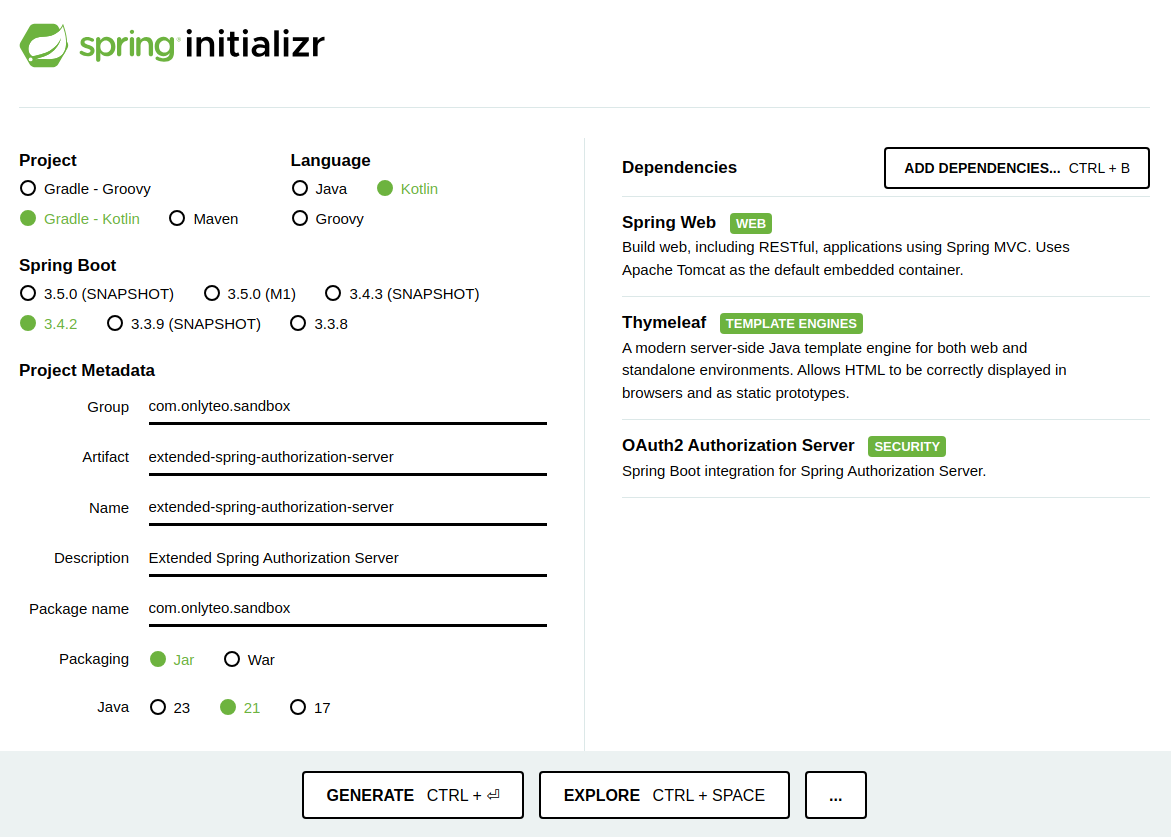 spring initializr
Project
Gradle - Groovy
Gradle - Kotlin Maven
Language
Java Kotlin
Groovy
Spring Boot
3.5.0 (SNAPSHOT) 3.5.0 (M1) 3.4.3 (SNAPSHOT)
3.4.2 3.3.9 (SNAPSHOT) 3.3.8
Project Metadata
Group com.onlyteo.sandbox
Artifact extended-spring-authorization-server
Name extended-spring-authorization-server
Description Extended Spring Authorization Server
Package name com.onlyteo.sandbox
Packaging Jar War
Java 23 21 17
Dependencies ADD DEPENDENCIES... CTRL + B
Spring Web WEB
Build web, including RESTful, applications using Spring MVC. Uses
Apache Tomcat as the default embedded container.
Thymeleaf TEMPLATE ENGINES
A modern server-side Java template engine for both web and
standalone environments. Allows HTML to be correctly displayed in
browsers and as static prototypes.
OAuth2 Authorization Server SECURITY
Spring Boot integration for Spring Authorization Server.
GENERATE CTRL + ⏎ EXPLORE CTRL + SPACE ...